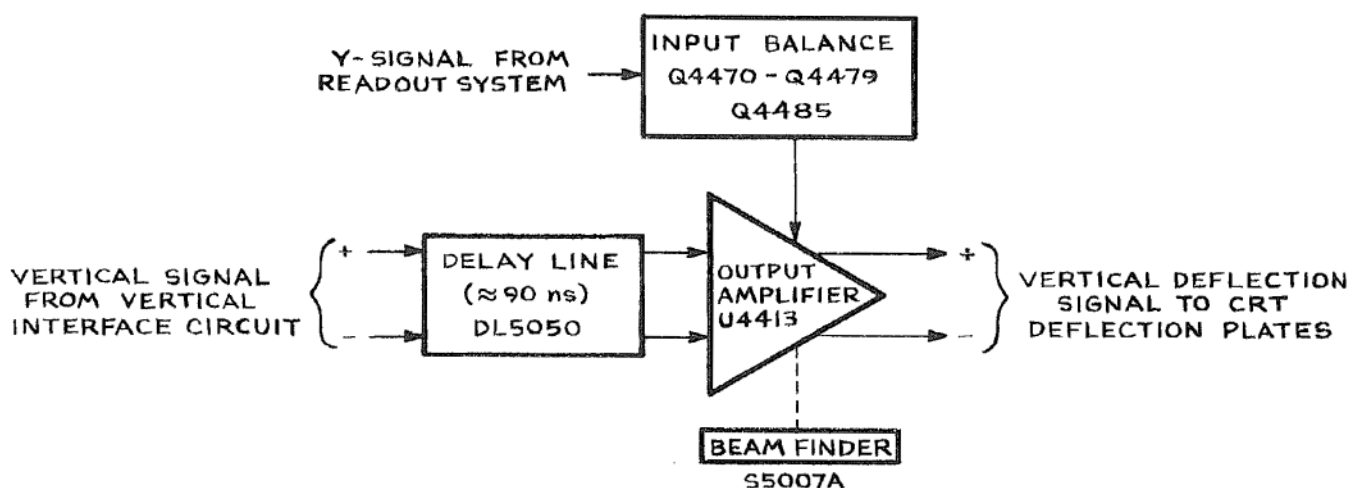 Y-SIGNAL FROM
READOUT SYSTEM
INPUT BALANCE
Q4470 - Q4479
Q4485
VERTICAL SIGNAL
FROM VERTICAL
INTERFACE CIRCUIT
+
-
DELAY LINE
(≈90 ns)
DL5050
OUTPUT
AMPLIFIER
U4413
+
-
VERTICAL DEFLECTION
SIGNAL TO CRT
DEFLECTION PLATES
BEAM FINDER
S5007A